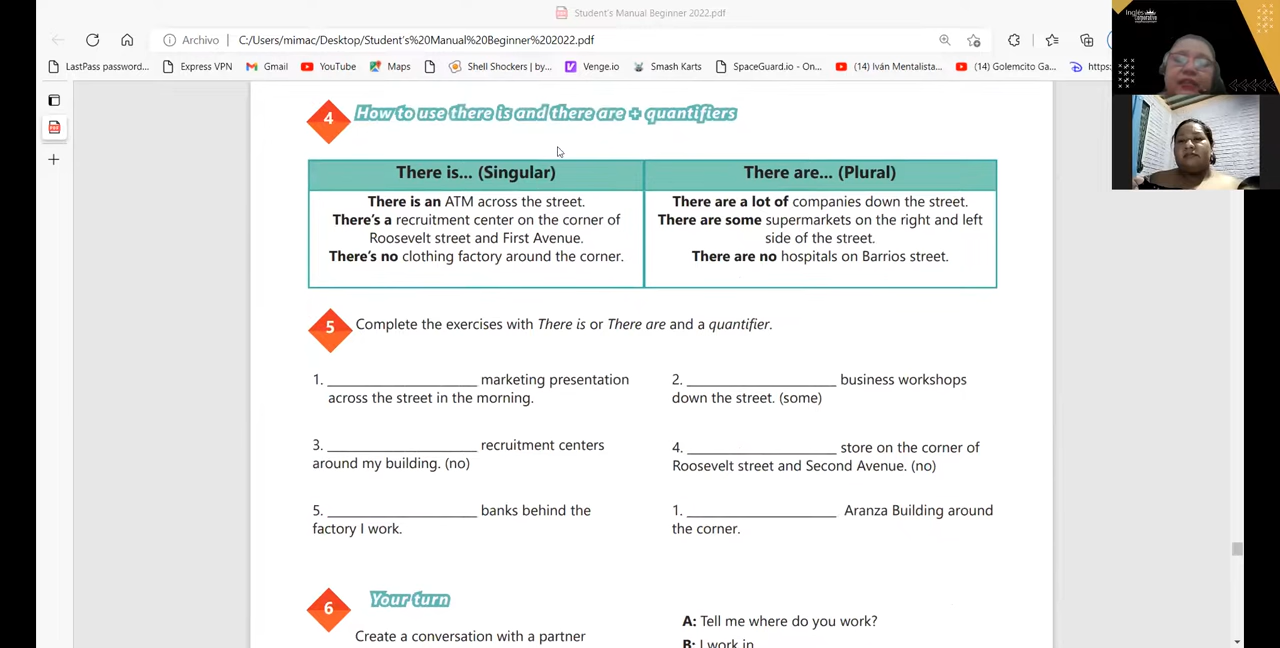 Student's Manual Beginner 2022.pdf
Archivo C:/Users/mimac/Desktop/Student's%20Manual%20Beginner%202022.pdf
LastPass password... Express VPN Gmail YouTube Maps Shell Shockers | by... Venge.io Smash Karts SpaceGuard.io - On... (14) Iván Mentalista... (14) Golemcito Ga... https:
Inglés
Corporativo
4 How to use there is and there are + quantifiers
There is... (Singular)
There are... (Plural)
There is an ATM across the street.
There's a recruitment center on the corner of
Roosevelt street and First Avenue.
There's no clothing factory around the corner.
There are a lot of companies down the street.
There are some supermarkets on the right and left
side of the street.
There are no hospitals on Barrios street.
5 Complete the exercises with There is or There are and a quantifier.
1. __________________ marketing presentation
across the street in the morning.
2. __________________ business workshops
down the street. (some)
3. __________________ recruitment centers
around my building. (no)
4. __________________ store on the corner of
Roosevelt street and Second Avenue. (no)
5. __________________ banks behind the
factory I work.
1. __________________ Aranza Building around
the corner.
6 Your turn
Create a conversation with a partner
A: Tell me where do you work?
B: I work in